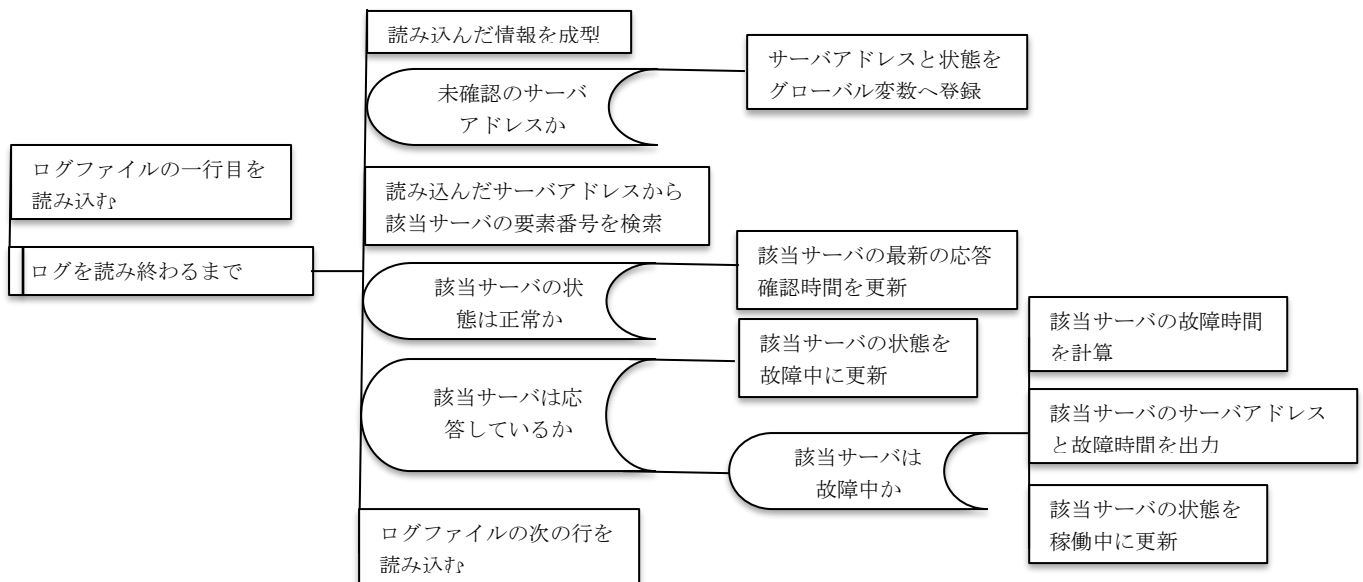 ログファイルの一行目を
読み込む
ログを読み終わるまで
読み込んだ情報を成型
未確認のサーバ
アドレスか
サーバアドレスと状態を
グローバル変数へ登録
読み込んだサーバアドレスから
該当サーバの要素番号を検索
該当サーバの状
態は正常か
該当サーバの最新の応答
確認時間を更新
該当サーバは応
答しているか
該当サーバの状態を
故障中に更新
該当サーバは
故障中か
該当サーバの故障時間
を計算
該当サーバのサーバアドレス
と故障時間を出力
該当サーバの状態を
稼働中に更新
ログファイルの次の行を
読み込む